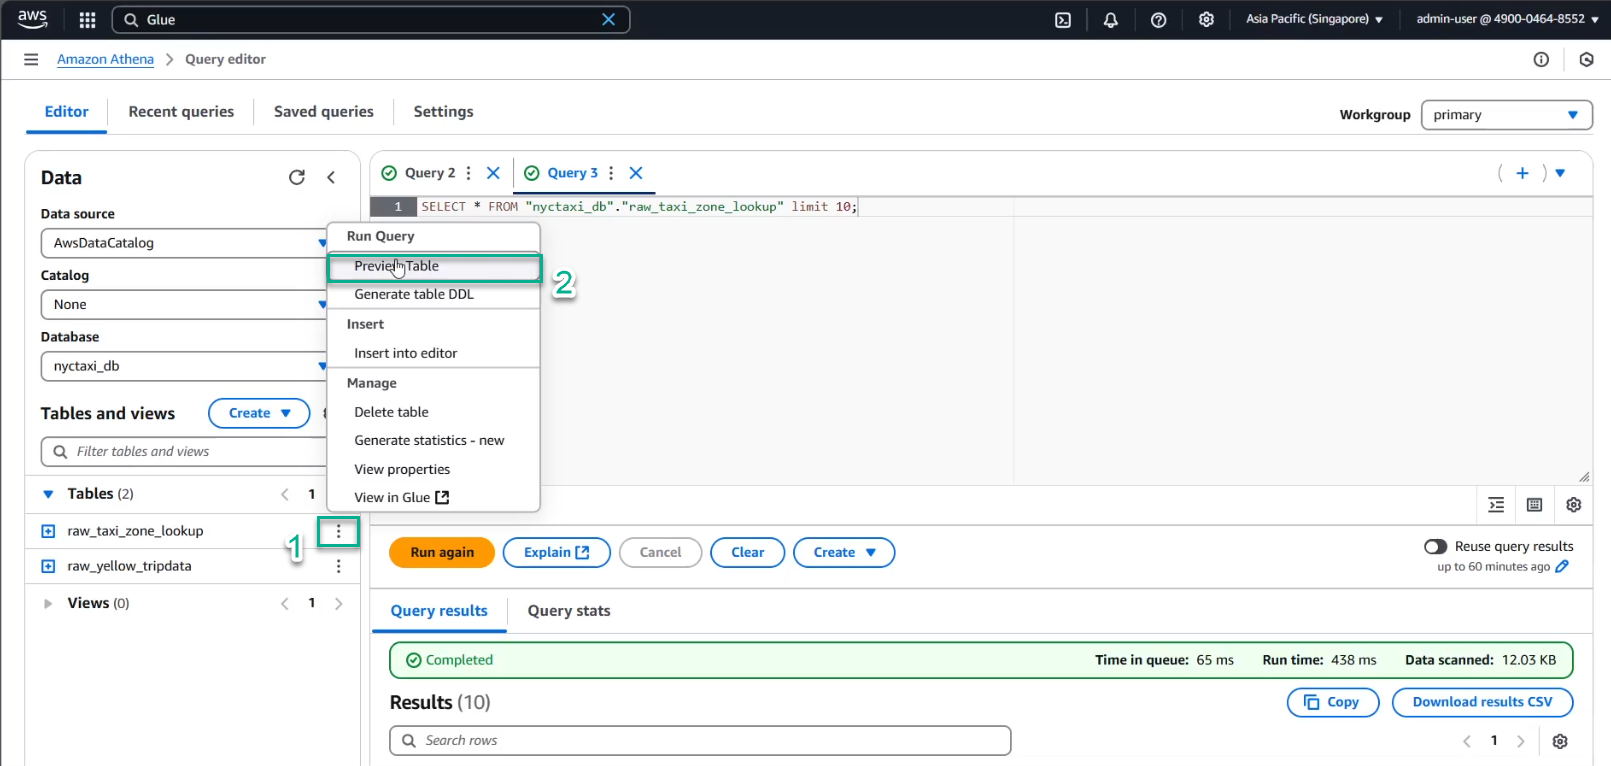 aws
Glue
Asia Pacific (Singapore)
admin-user @ 4900-0464-8552
Amazon Athena
Query editor
Editor
Recent queries
Saved queries
Settings
Workgroup
primary
Data
Data source
AwsDataCatalog
Catalog
None
Database
nyctaxi_db
Tables and views
Create
Filter tables and views
Tables (2)
1
raw_taxi_zone_lookup
raw_yellow_tripdata
Views (0)
1
1
Run Query
Preview Table
Generate table DDL
Insert
Insert into editor
Manage
Delete table
Generate statistics - new
View properties
View in Glue
2
Query 2
Query 3
1
SELECT * FROM "nyctaxi_db"."raw_taxi_zone_lookup" limit 10;
Run again
Explain
Cancel
Clear
Create
Reuse query results
up to 60 minutes ago
Query results
Query stats
Completed
Time in queue: 65 ms
Run time: 438 ms
Data scanned: 12.03 KB
Results (10)
Copy
Download results CSV
Search rows
1